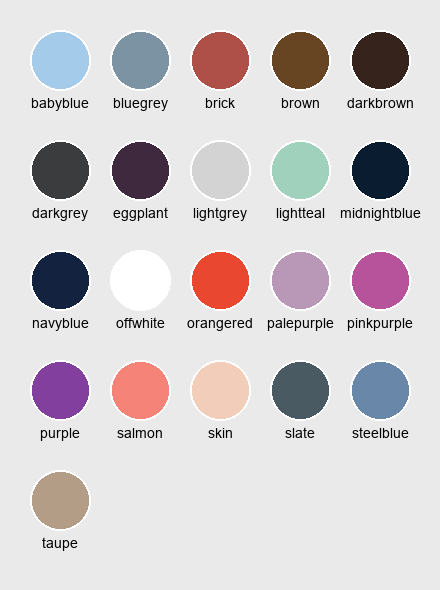 babyblue bluegrey brick brown darkbrown
darkgrey eggplant lightgrey lightteal midnightblue
navyblue offwhite orangered palepurple pinkpurple
purple salmon skin slate steelblue
taupe